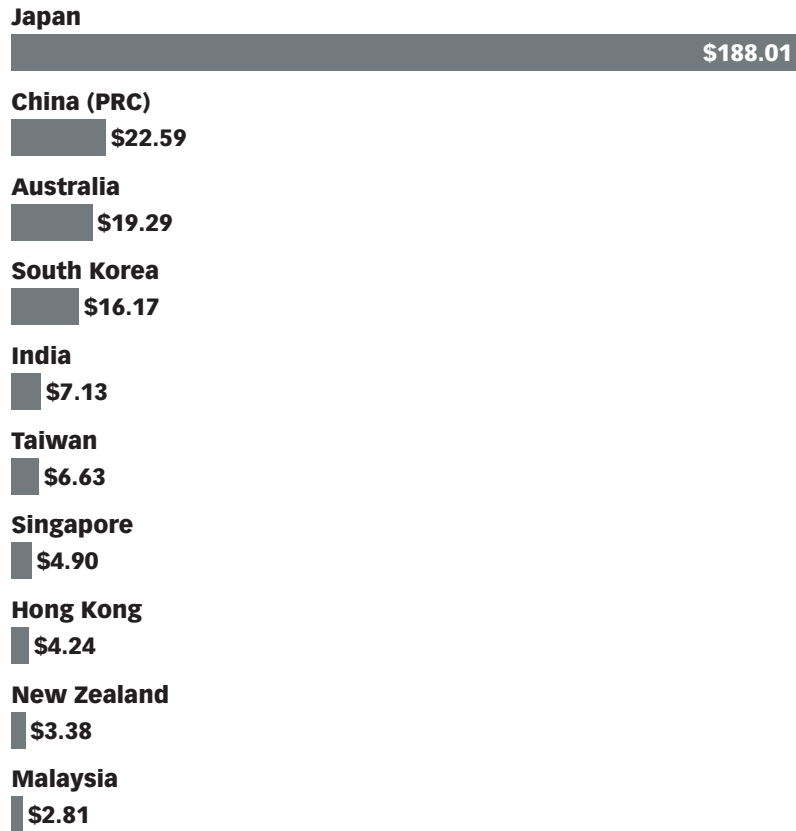 Japan
$188.01
China (PRC)
$22.59
Australia
$19.29
South Korea
$16.17
India
$7.13
Taiwan
$6.63
Singapore
$4.90
Hong Kong
$4.24
New Zealand
$3.38
Malaysia
$2.81